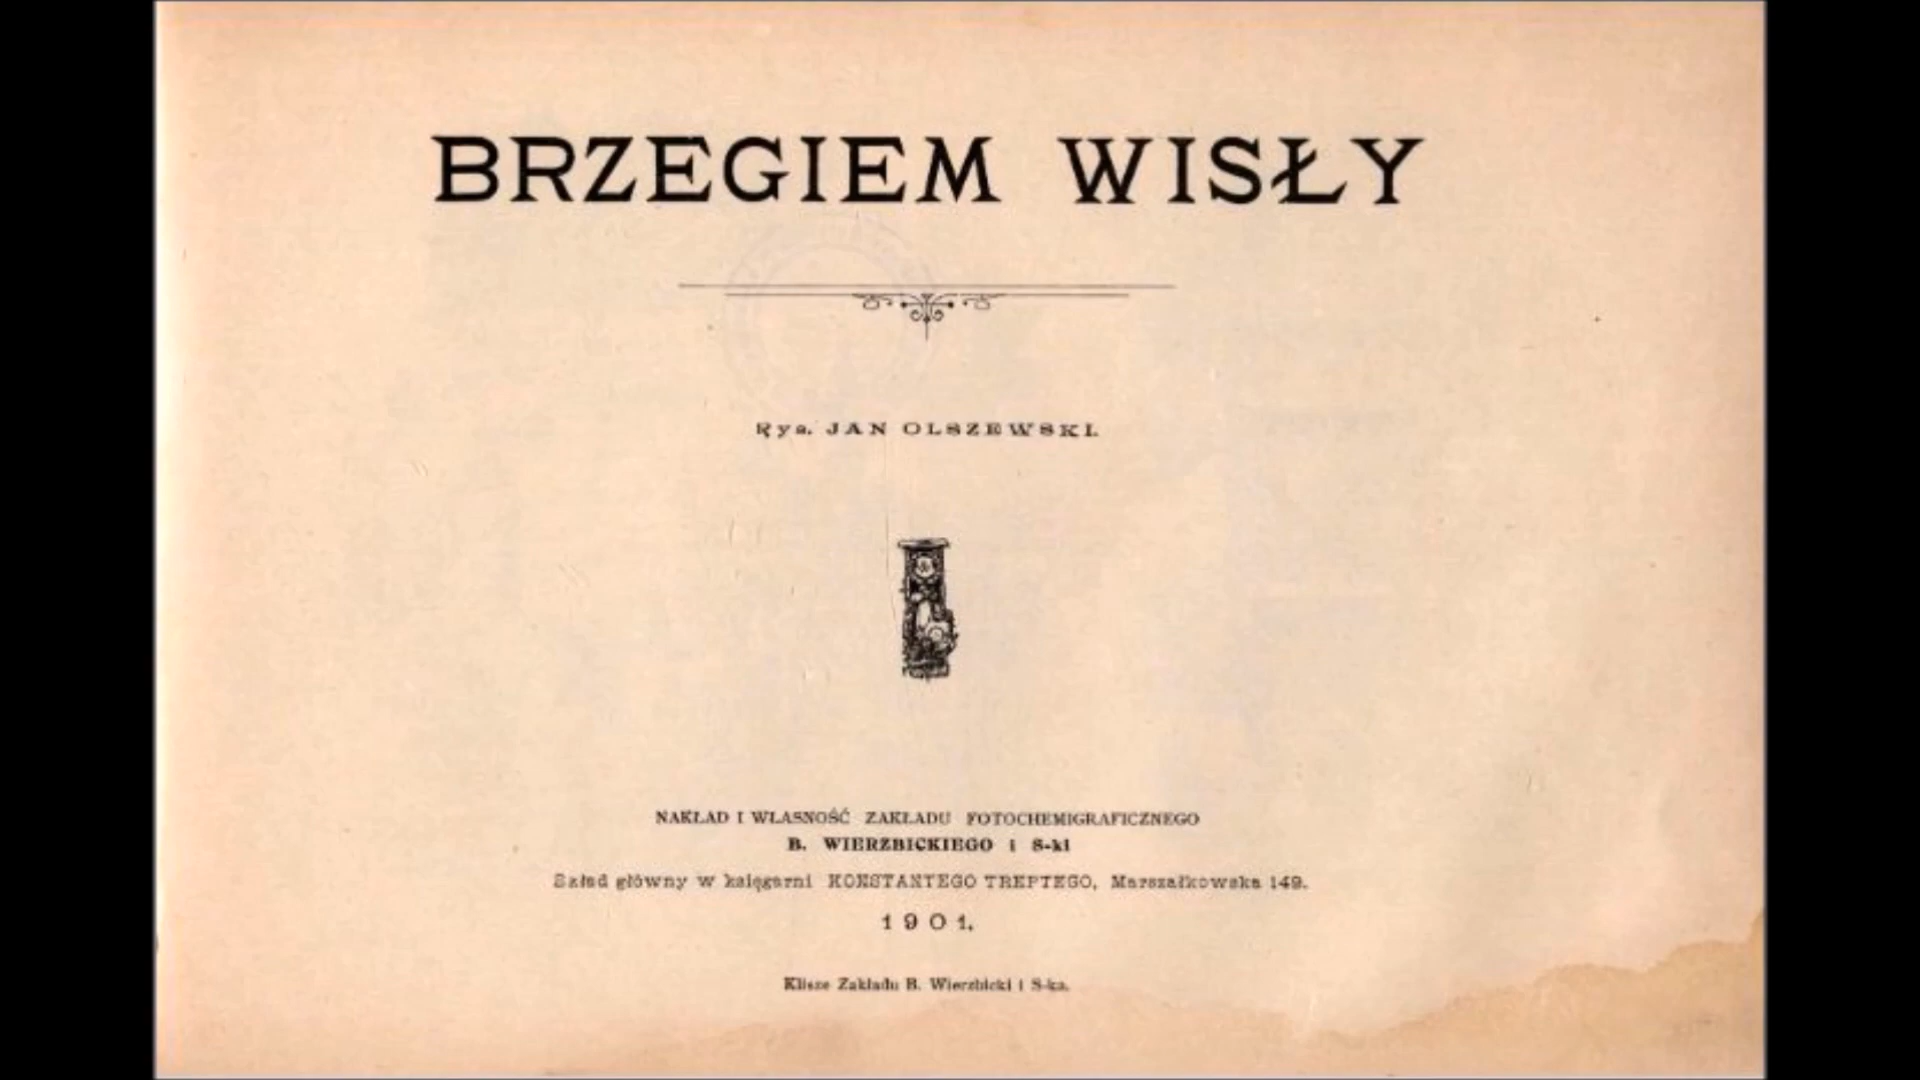 BRZEGIEM WISŁY
Rys. JAN OLSZEWSKI.
NAKŁAD I WŁASNOŚĆ ZAKŁADU FOTOCHEMIGRAFICZNEGO
B. WIERZBICKIEGO i S-ki
Skład główny w księgarni KONSTANTEGO TREPTEGO, Marszałkowska 149.
1901.
Klisze Zakładu B. Wierzbicki i S-ka.